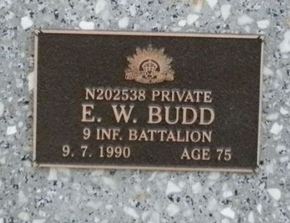 N202538 PRIVATE
E. W. BUDD
9 INF. BATTALION
9. 7. 1990 AGE 75